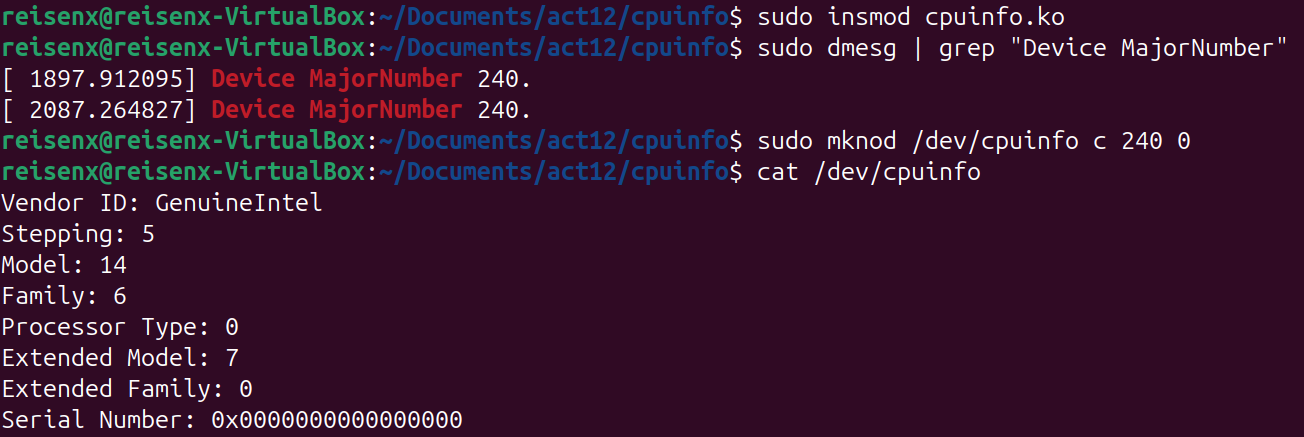 reisenx@reisenx-VirtualBox:~/Documents/act12/cpuinfo$ sudo insmod cpuinfo.ko
reisenx@reisenx-VirtualBox:~/Documents/act12/cpuinfo$ sudo dmesg | grep "Device MajorNumber"
[ 1897.912095] Device MajorNumber 240.
[ 2087.264827] Device MajorNumber 240.
reisenx@reisenx-VirtualBox:~/Documents/act12/cpuinfo$ sudo mknod /dev/cpuinfo c 240 0
reisenx@reisenx-VirtualBox:~/Documents/act12/cpuinfo$ cat /dev/cpuinfo
Vendor ID: GenuineIntel
Stepping: 5
Model: 14
Family: 6
Processor Type: 0
Extended Model: 7
Extended Family: 0
Serial Number: 0x0000000000000000